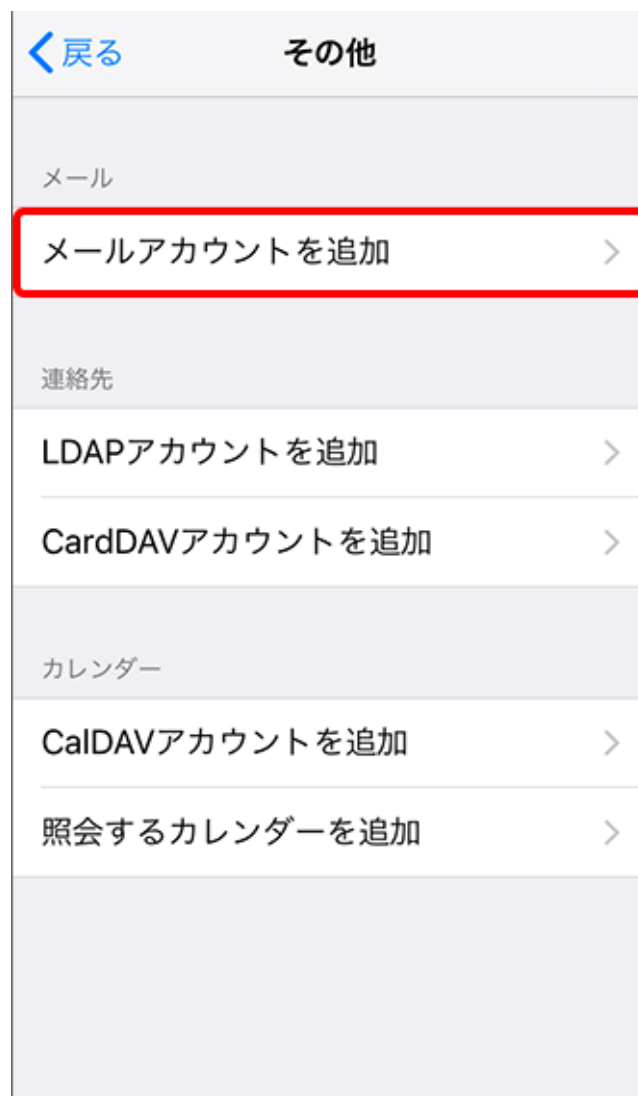 戻る
その他
メール
メールアカウントを追加
連絡先
LDAPアカウントを追加
CardDAVアカウントを追加
カレンダー
CalDAVアカウントを追加
照会するカレンダーを追加